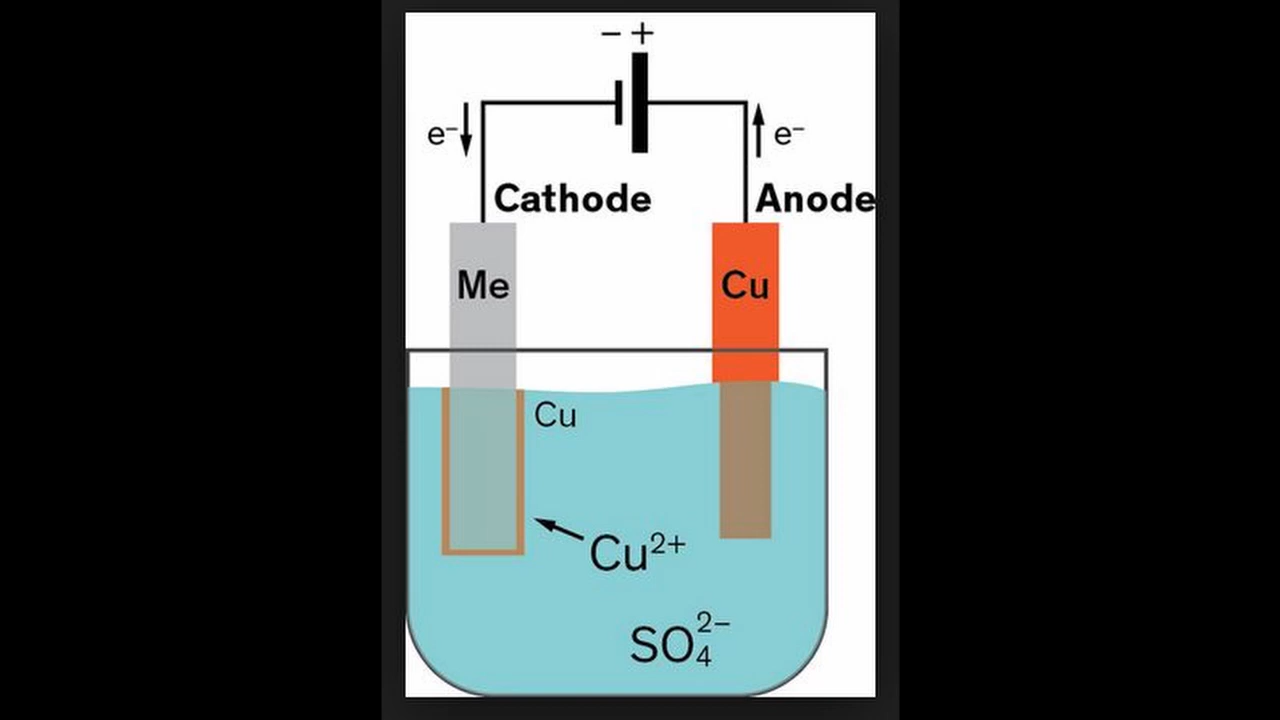 − +
e⁻ e⁻
Cathode Anode
Me Cu
Cu
Cu²⁺
SO₄²⁻